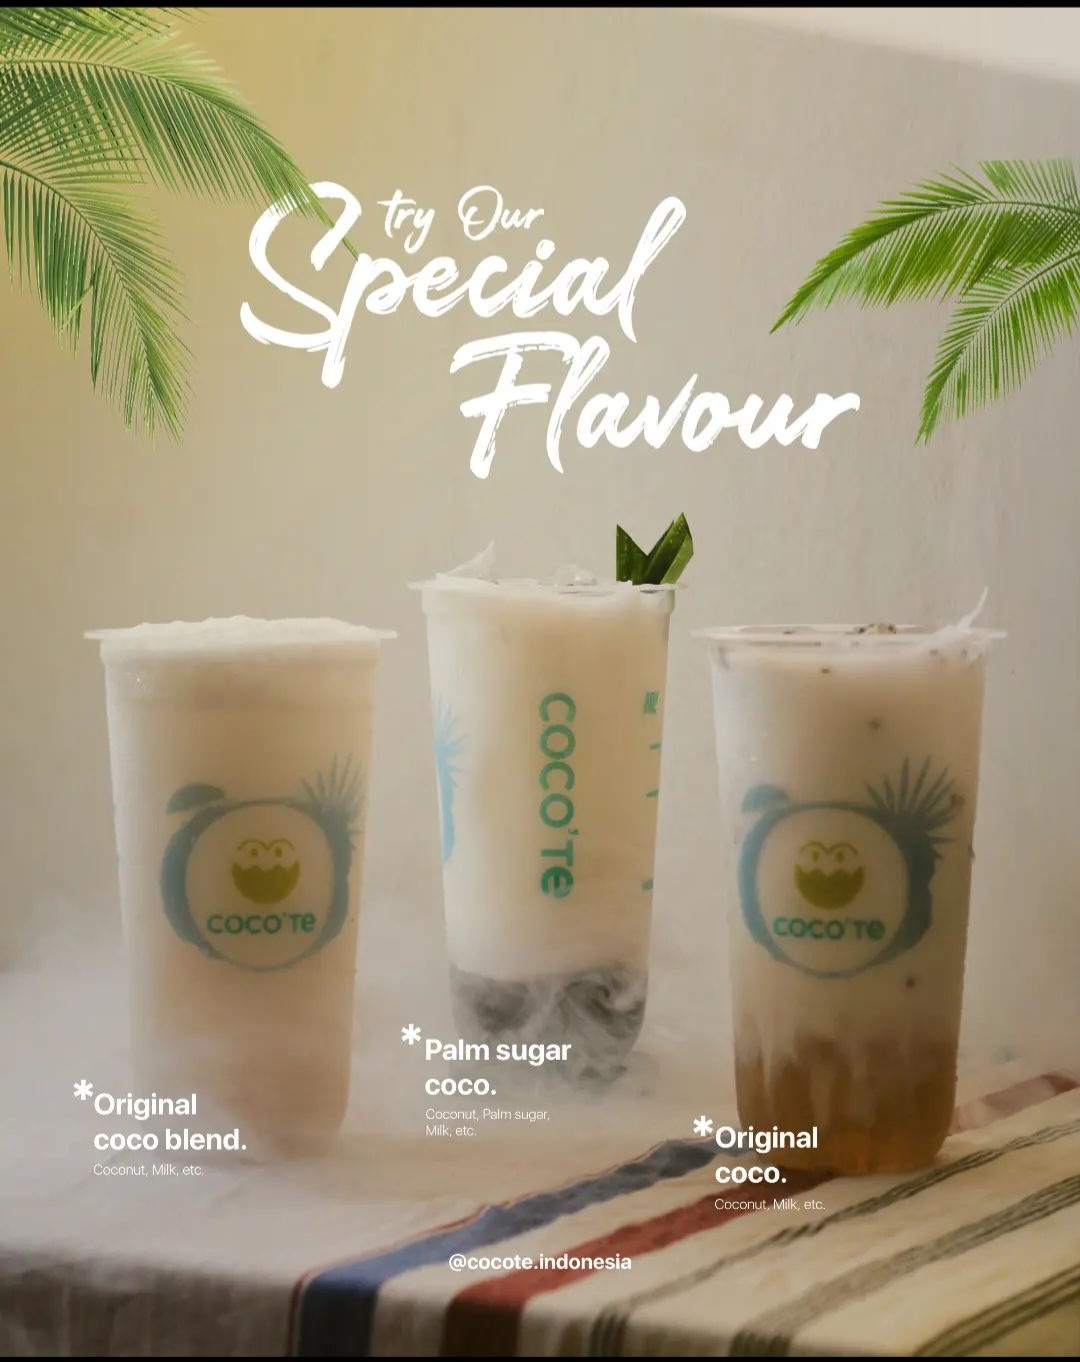 try Our
Special
Flavour
COCO'Te
COCO'Te
COCO'Te
*Original
coco blend.
Coconut, Milk, etc.
*Palm sugar
coco.
Coconut, Palm sugar,
Milk, etc.
*Original
coco.
Coconut, Milk, etc.
@cocote.indonesia